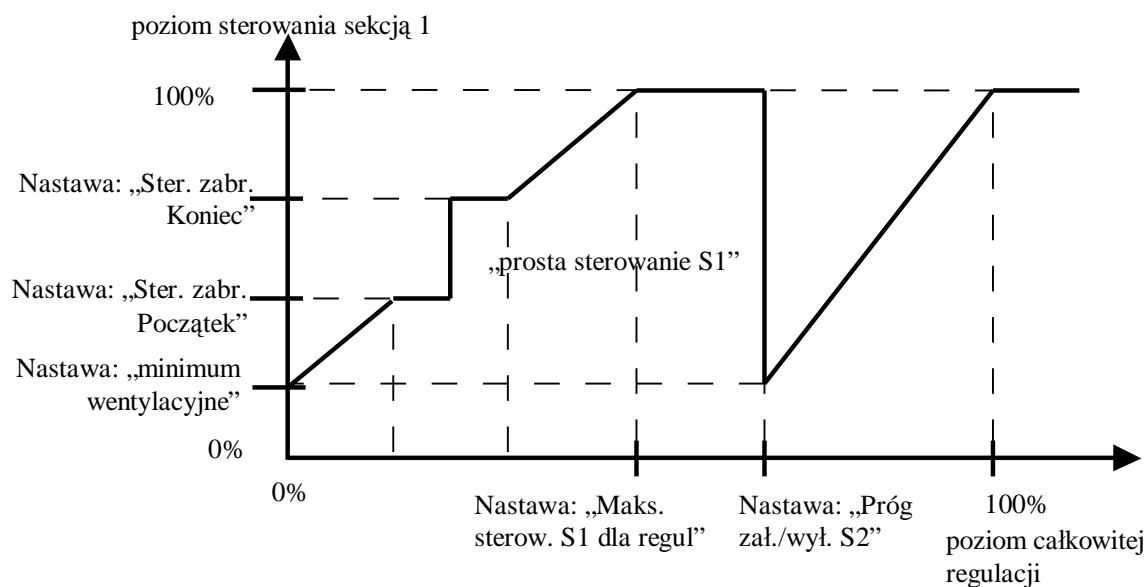 poziom sterowania sekcją 1
100%
Nastawa: „Ster. zabr.
Koniec”
„prosta sterowanie S1”
Nastawa: „Ster. zabr.
Początek”
Nastawa: „minimum
wentylacyjne”
0%
0%
Nastawa: „Maks.
sterow. S1 dla regul”
Nastawa: „Próg
zał./wył. S2”
100%
poziom całkowitej
regulacji